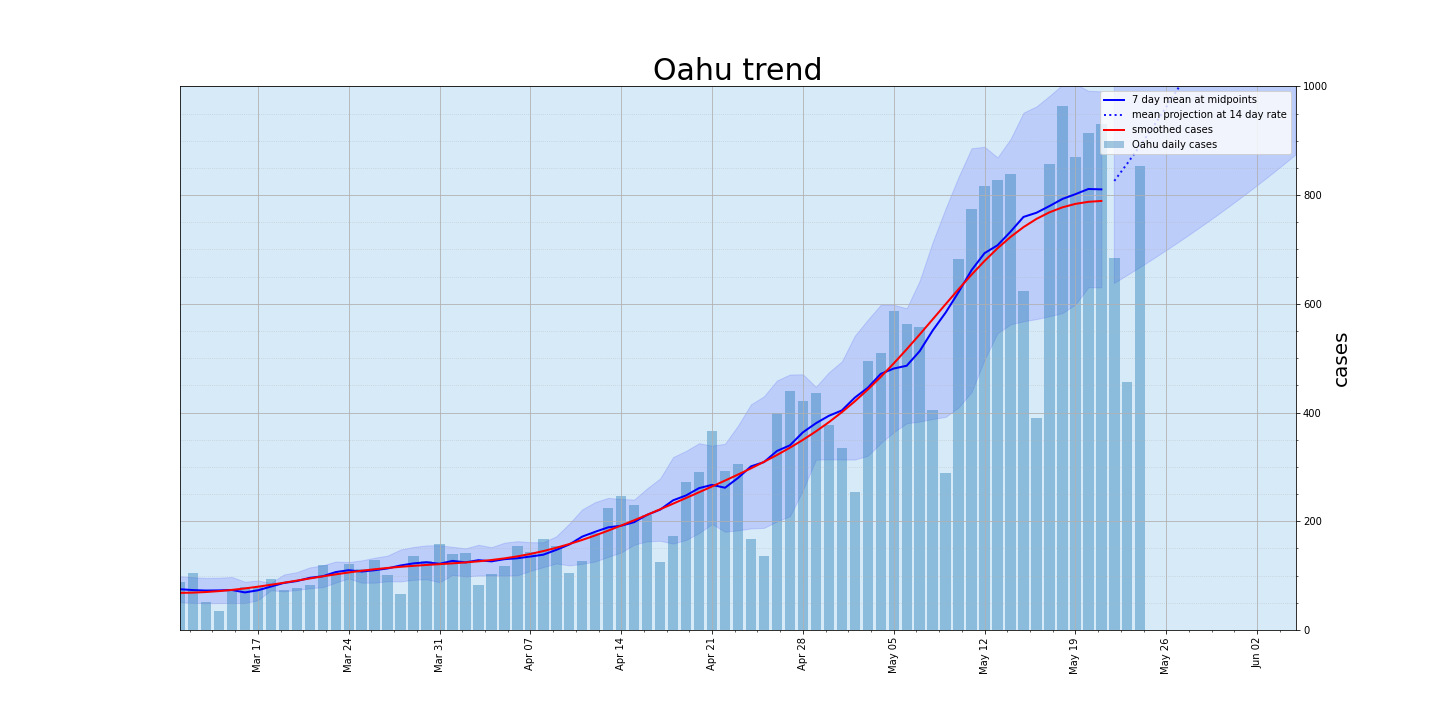 Oahu trend
7 day mean at midpoints
mean projection at 14 day rate
smoothed cases
Oahu daily cases
1000
800
600
400
200
0
cases
Mar 17
Mar 24
Mar 31
Apr 07
Apr 14
Apr 21
Apr 28
May 05
May 12
May 19
May 26
Jun 02